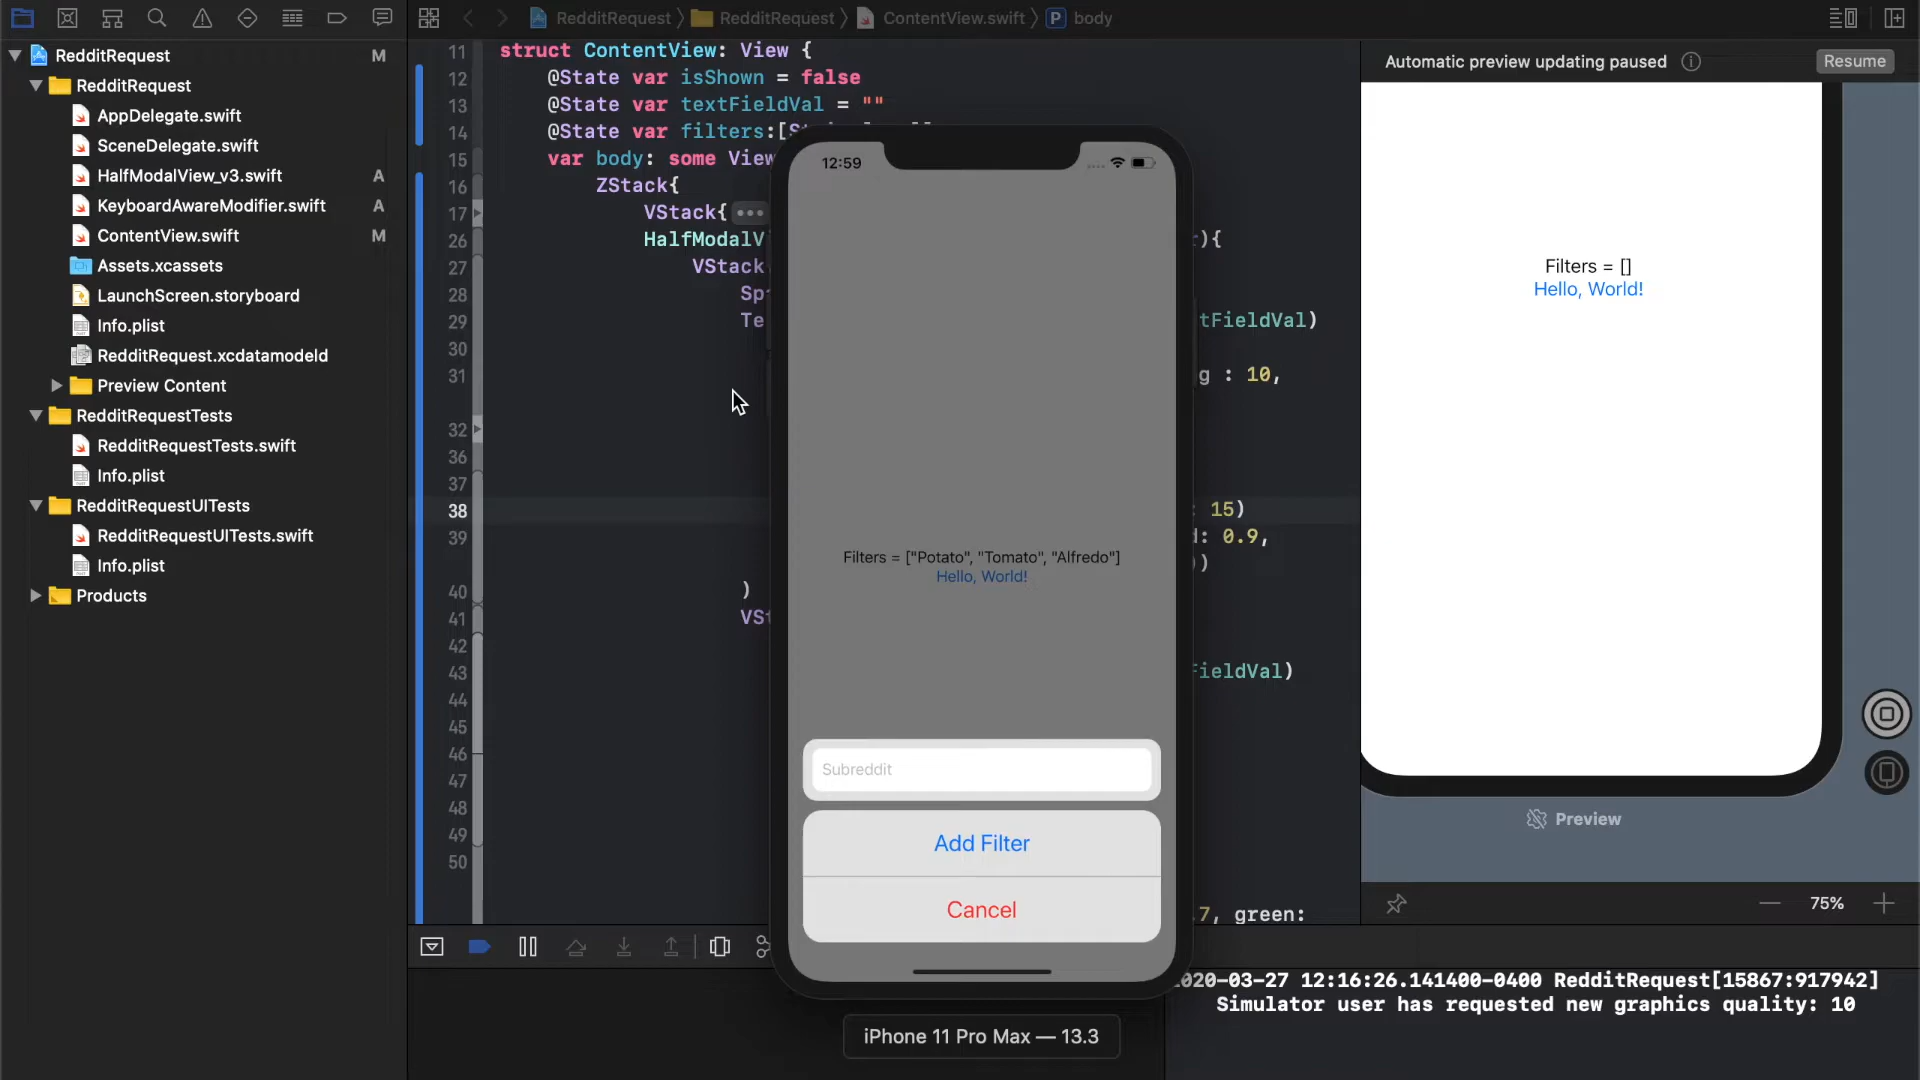 RedditRequest M
RedditRequest
AppDelegate.swift
SceneDelegate.swift
HalfModalView_v3.swift A
KeyboardAwareModifier.swift A
ContentView.swift M
Assets.xcassets
LaunchScreen.storyboard
Info.plist
RedditRequest.xcdatamodeld
Preview Content
RedditRequestTests
RedditRequestTests.swift
Info.plist
RedditRequestUITests
RedditRequestUITests.swift
Info.plist
Products
RedditRequest RedditRequest ContentView.swift P body
11 struct ContentView: View {
12 @State var isShown = false
13 @State var textFieldVal = ""
14 @State var filters:[
15 var body: some View
16 ZStack{
17 VStack{
26 HalfModalV ){
27 VStack
28 Sp
29 Te tFieldVal)
30
31 g : 10,
32
36
37
38 : 15)
39 : 0.9,
))
40 )
41 VSt
42
43 FieldVal)
44
45
46
47
48
49
50
.7, green:
12:59
Filters = ["Potato", "Tomato", "Alfredo"]
Hello, World!
Subreddit
Add Filter
Cancel
iPhone 11 Pro Max — 13.3
Automatic preview updating paused Resume
Filters = []
Hello, World!
Preview
75%
020-03-27 12:16:26.141400-0400 RedditRequest[15867:917942]
Simulator user has requested new graphics quality: 10